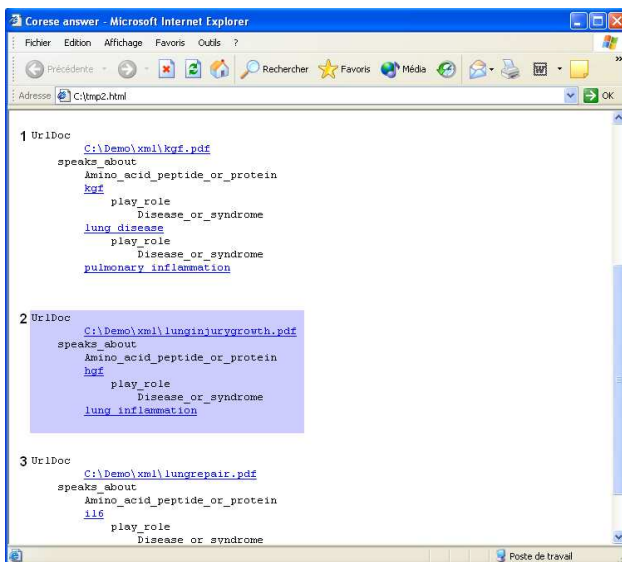 Corese answer - Microsoft Internet Explorer
Fichier Edition Affichage Favoris Outils ?
Précédente Rechercher Favoris Média »
Adresse C:\tmp2.html OK
1 UrlDoc
C:\Demo\xml\kgf.pdf
speaks_about
Amino_acid_peptide_or_protein
kgf
play_role
Disease_or_syndrome
lung disease
play_role
Disease_or_syndrome
pulmonary inflammation
2 UrlDoc
C:\Demo\xml\lunginjurygrowth.pdf
speaks_about
Amino_acid_peptide_or_protein
hgf
play_role
Disease_or_syndrome
lung inflammation
3 UrlDoc
C:\Demo\xml\lungrepair.pdf
speaks_about
Amino_acid_peptide_or_protein
il6
play_role
Disease_or_syndrome
Poste de travail